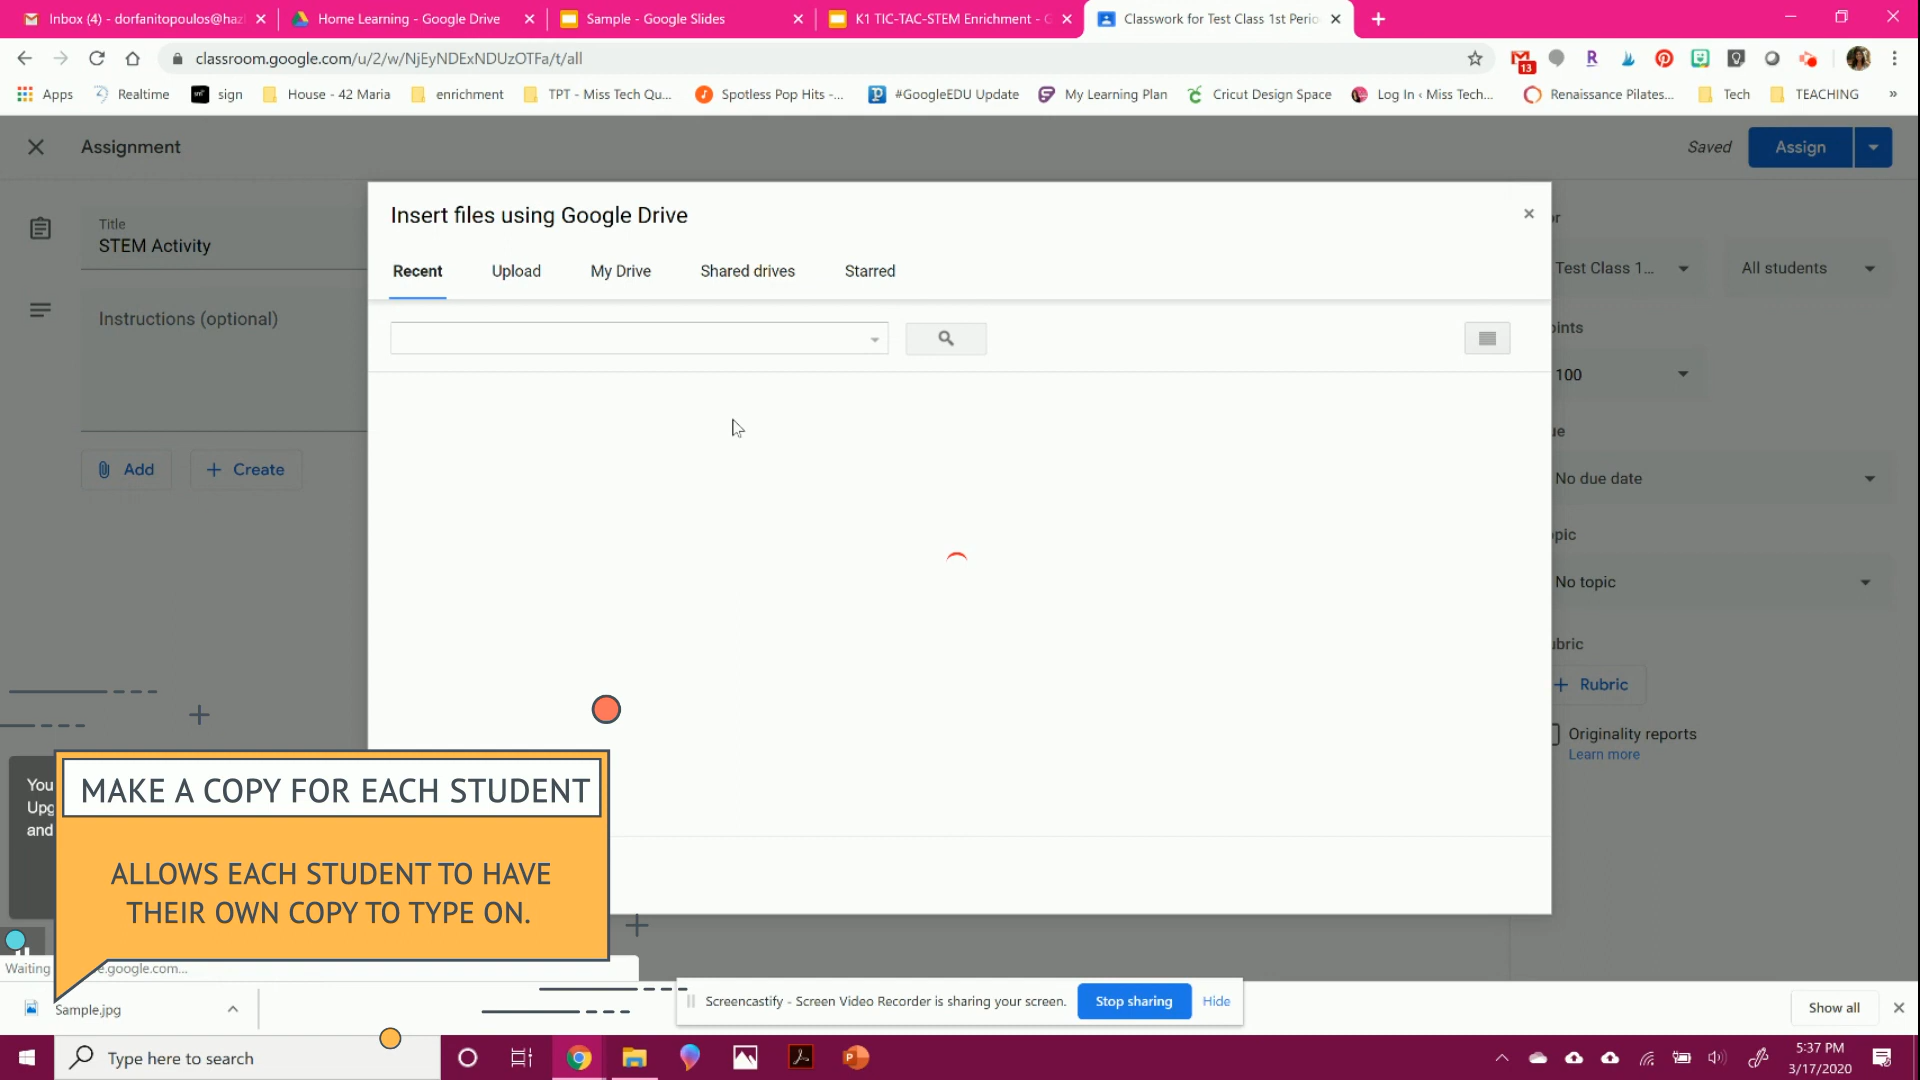 Inbox (4) - dorfanitopoulos@haz
Home Learning - Google Drive
Sample - Google Slides
K1 TIC-TAC-STEM Enrichment - G
Classwork for Test Class 1st Perio
classroom.google.com/u/2/w/NjEyNDExNDUzOTFa/t/all
13
Apps
Realtime
sign
House - 42 Maria
enrichment
TPT - Miss Tech Qu...
Spotless Pop Hits -...
#GoogleEDU Update
My Learning Plan
Cricut Design Space
Log In ‹ Miss Tech...
Renaissance Pilates...
Tech
TEACHING
»
Assignment
Saved
Assign
Title
STEM Activity
Instructions (optional)
Add
Create
Insert files using Google Drive
Recent
Upload
My Drive
Shared drives
Starred
Test Class 1...
All students
100
No due date
No topic
Rubric
Originality reports
Learn more
You
Upg
and
MAKE A COPY FOR EACH STUDENT
ALLOWS EACH STUDENT TO HAVE
THEIR OWN COPY TO TYPE ON.
Waiting
e.google.com...
Sample.jpg
Screencastify - Screen Video Recorder is sharing your screen.
Stop sharing
Hide
Show all
Type here to search
5:37 PM
3/17/2020